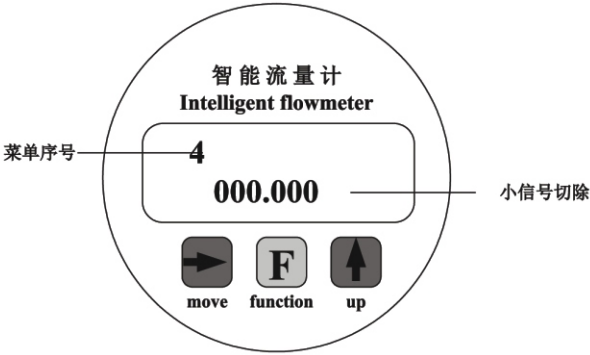 智能流量计
Intelligent flowmeter
菜单序号
4
000.000
小信号切除
F
move function up